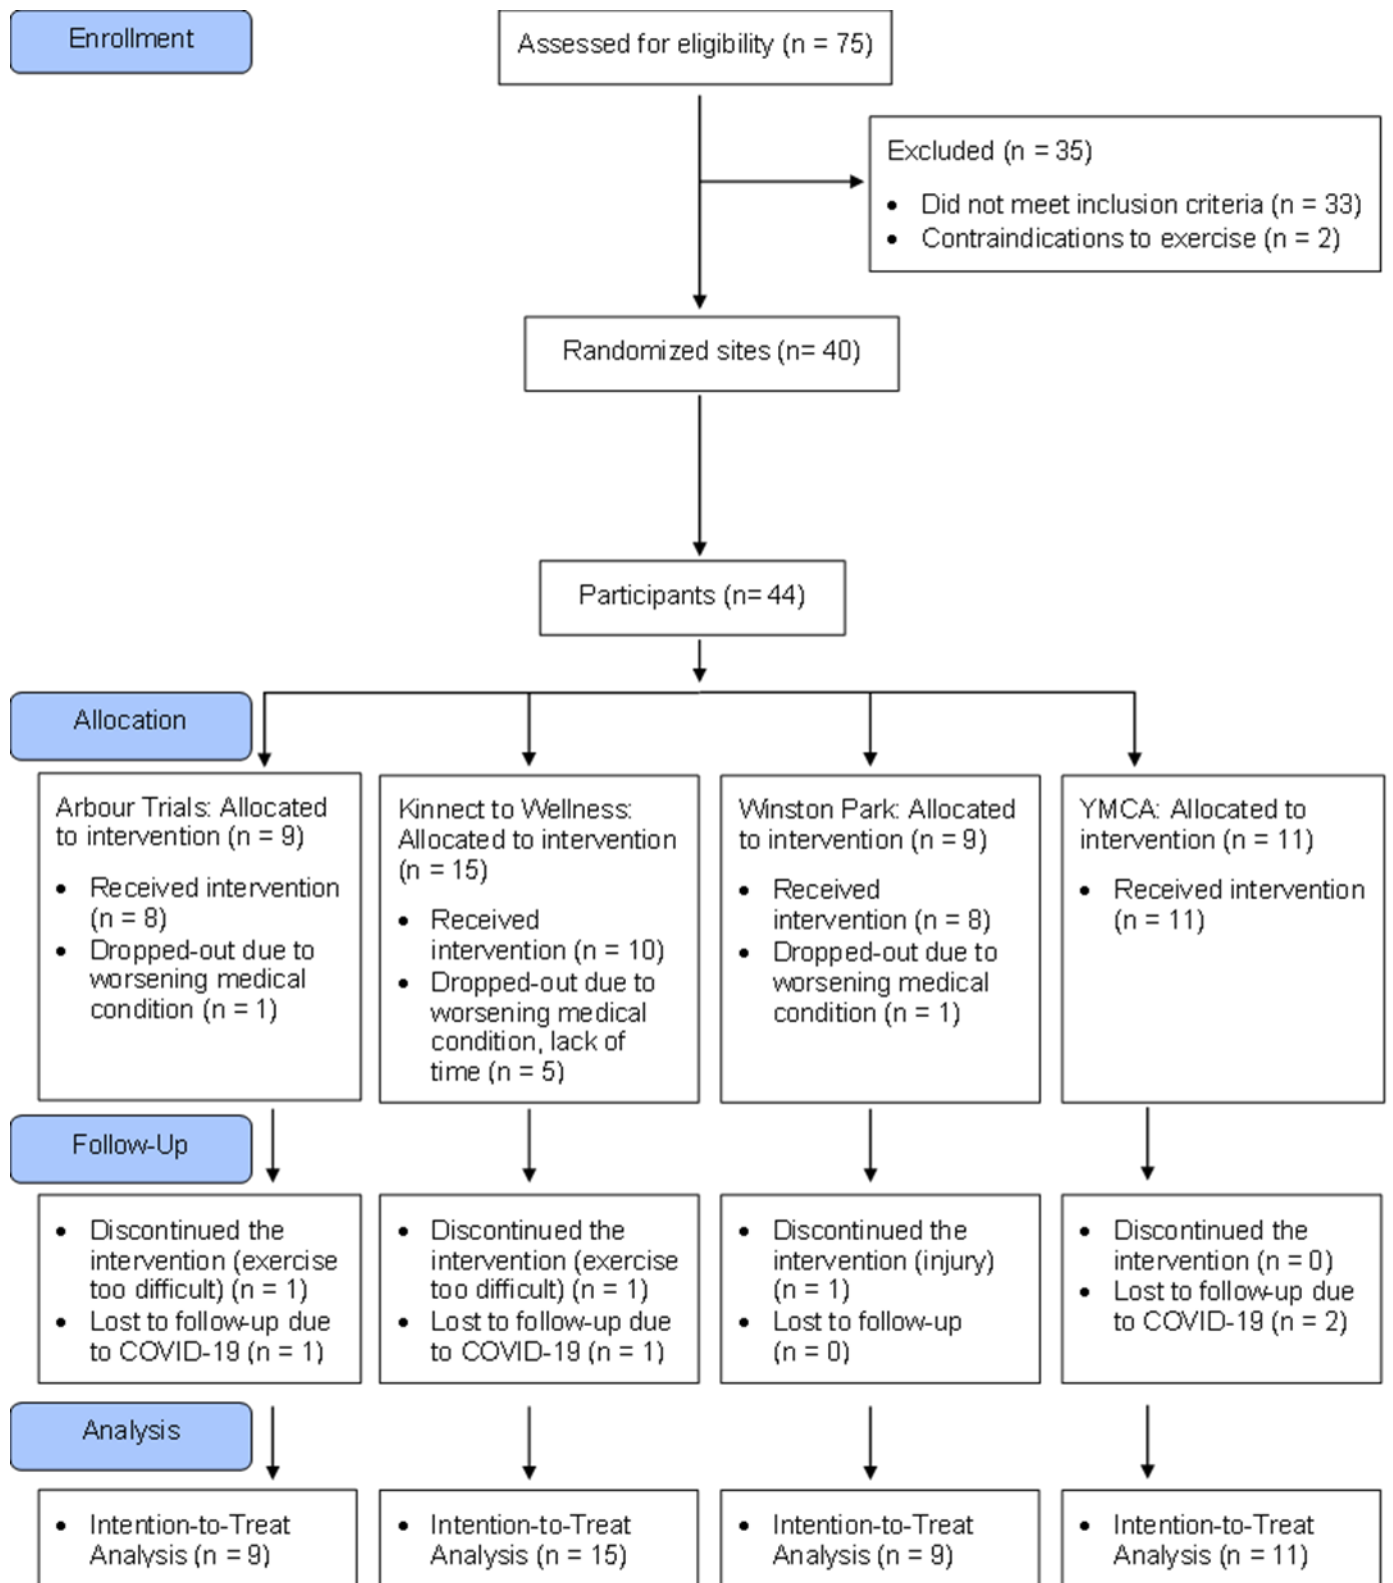 Enrollment
Assessed for eligibility (n = 75)
Excluded (n = 35)
• Did not meet inclusion criteria (n = 33)
• Contraindications to exercise (n = 2)
Randomized sites (n= 40)
Participants (n= 44)
Allocation
Arbour Trials: Allocated
to intervention (n = 9)
• Received intervention
(n = 8)
• Dropped-out due to
worsening medical
condition (n = 1)
Kinnect to Wellness:
Allocated to intervention
(n = 15)
• Received
intervention (n = 10)
• Dropped-out due to
worsening medical
condition, lack of
time (n = 5)
Winston Park: Allocated
to intervention (n = 9)
• Received
intervention (n = 8)
• Dropped-out due to
worsening medical
condition (n = 1)
YMCA: Allocated to
intervention (n = 11)
• Received intervention
(n = 11)
Follow-Up
• Discontinued the
intervention (exercise
too difficult) (n = 1)
• Lost to follow-up due
to COVID-19 (n = 1)
• Discontinued the
intervention (exercise
too difficult) (n = 1)
• Lost to follow-up due
to COVID-19 (n = 1)
• Discontinued the
intervention (injury)
(n = 1)
• Lost to follow-up
(n = 0)
• Discontinued the
intervention (n = 0)
• Lost to follow-up due
to COVID-19 (n = 2)
Analysis
• Intention-to-Treat
Analysis (n = 9)
• Intention-to-Treat
Analysis (n = 15)
• Intention-to-Treat
Analysis (n = 9)
• Intention-to-Treat
Analysis (n = 11)